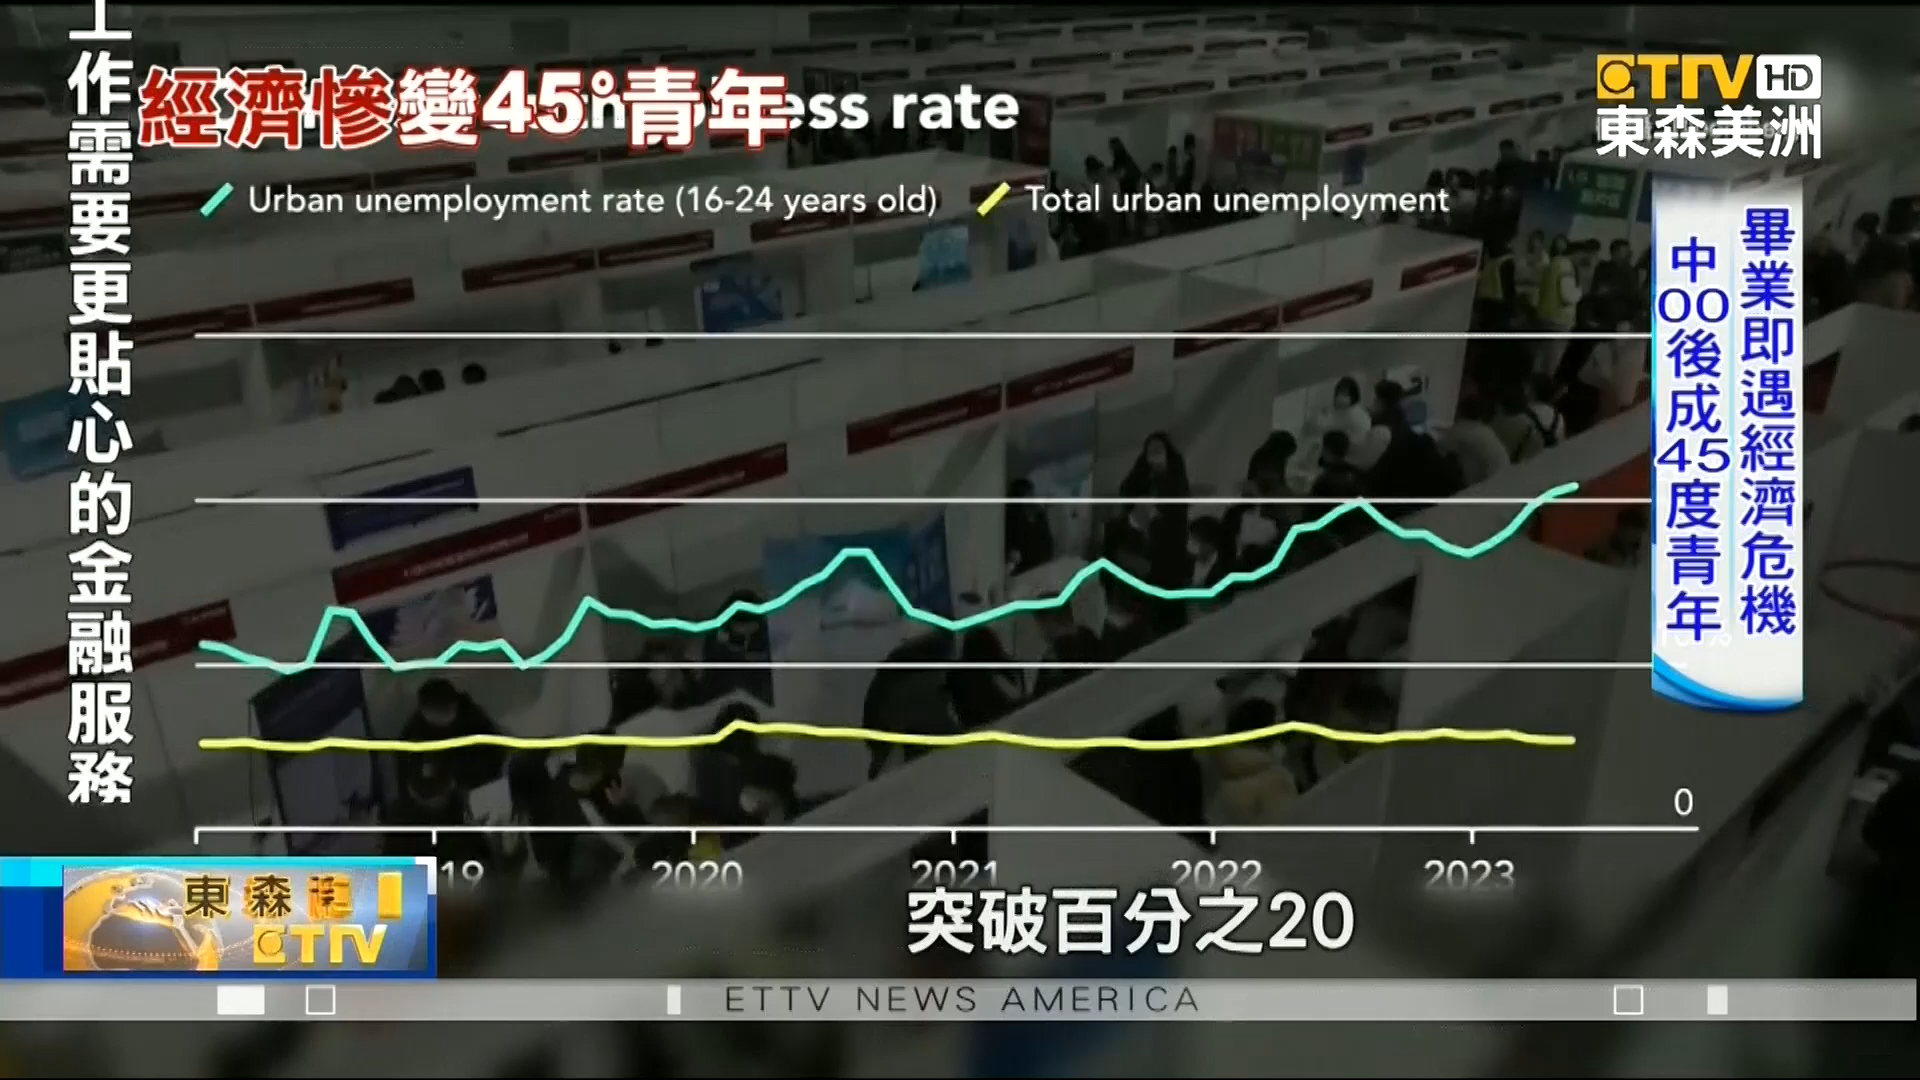 工作需要更貼心的金融服務
經濟慘變45°青年
ess rate
ETTV HD
東森美洲
Urban unemployment rate (16-24 years old)
Total urban unemployment
畢業即遇經濟危機
中00後成45度青年
0
19
2020
2021
2022
2023
東森
ETTV
突破百分之20
ETTV NEWS AMERICA